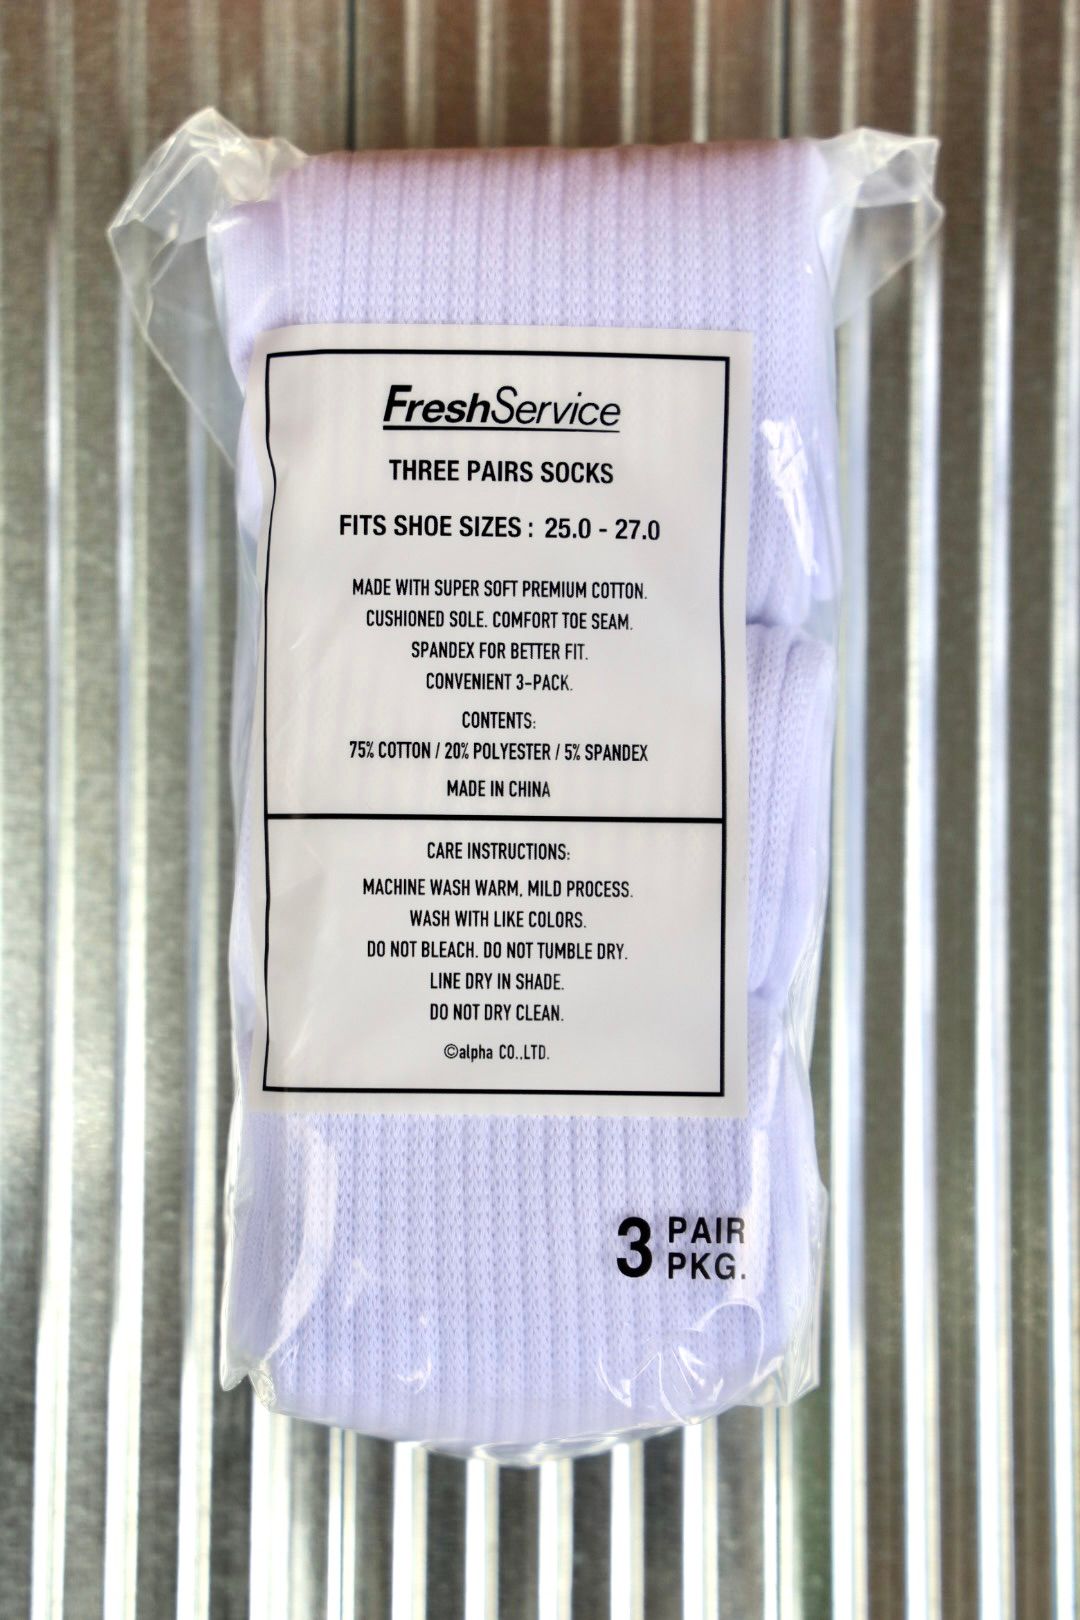 FreshService
THREE PAIRS SOCKS
FITS SHOE SIZES : 25.0 - 27.0
MADE WITH SUPER SOFT PREMIUM COTTON.
CUSHIONED SOLE. COMFORT TOE SEAM.
SPANDEX FOR BETTER FIT.
CONVENIENT 3-PACK.
CONTENTS:
75% COTTON / 20% POLYESTER / 5% SPANDEX
MADE IN CHINA
CARE INSTRUCTIONS:
MACHINE WASH WARM, MILD PROCESS.
WASH WITH LIKE COLORS.
DO NOT BLEACH. DO NOT TUMBLE DRY.
LINE DRY IN SHADE.
DO NOT DRY CLEAN.
©alpha CO.,LTD.
3 PAIR
PKG.